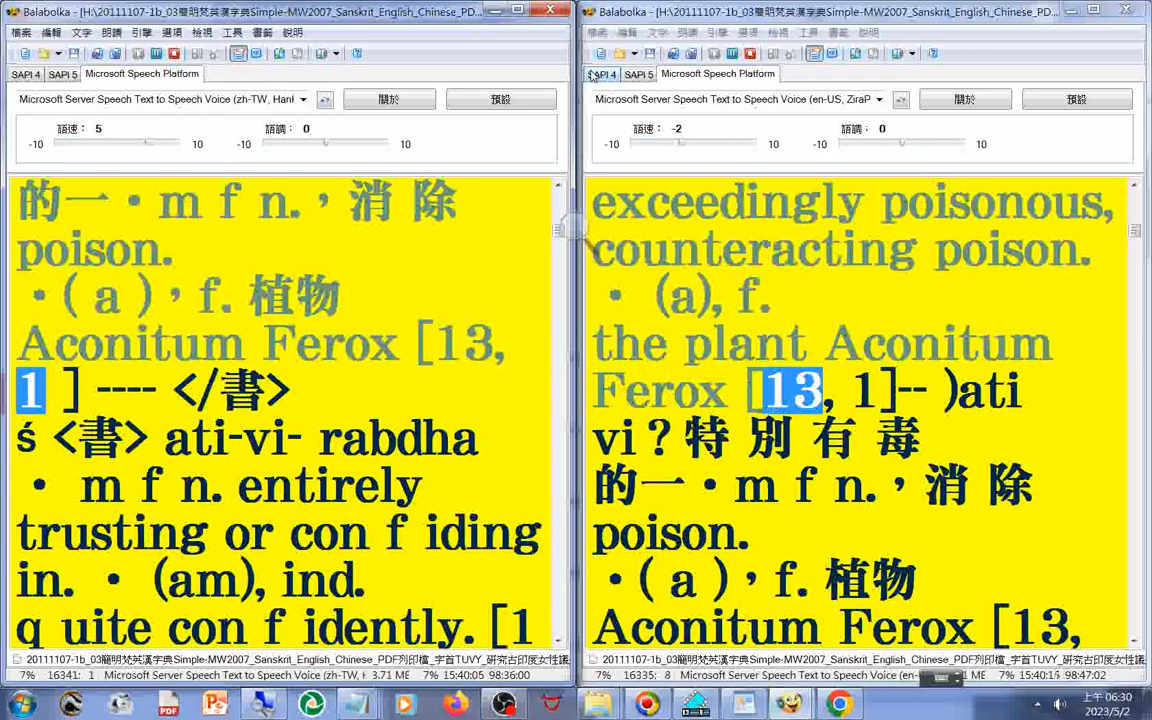 Balabolka - [H:\20111107-1b_03簡明梵英漢字典Simple-MW2007_Sanskrit_English_Chinese_PD...
檔案 編輯 文字 朗讀 引擎 選項 檢視 工具 書籤 說明
SAPI 4 SAPI 5 Microsoft Speech Platform
Microsoft Server Speech Text to Speech Voice (zh-TW, Hanl
關於 預設
語速： 5 語調： 0
-10 10 -10 10
的一・m f n.，消 除
poison.
・( a )，f. 植物
Aconitum Ferox [13,
1 ] ---- </書>
ś <書> ati-vi- rabdha
・ m f n. entirely
trusting or con f iding
in. ・ (am), ind.
q uite con f idently. [1
20111107-1b_03簡明梵英漢字典Simple-MW2007_Sanskrit_English_Chinese_PDF列印檔_字首TUVY_研究古印度女性議
7% 16341: 1 Microsoft Server Speech Text to Speech Voice (zh-TW, H 3.71 MB 7% 15:40:05 98:36:00
Balabolka - [H:\20111107-1b_03簡明梵英漢字典Simple-MW2007_Sanskrit_English_Chinese_PD...
檔案 編輯 文字 朗讀 引擎 選項 檢視 工具 書籤 說明
SAPI 4 SAPI 5 Microsoft Speech Platform
Microsoft Server Speech Text to Speech Voice (en-US, ZiraP
關於 預設
語速： -2 語調： 0
-10 10 -10 10
exceedingly poisonous,
counteracting poison.
・ (a), f.
the plant Aconitum
Ferox [13, 1]-- )ati
vi？特 別 有 毒
的一・m f n.，消 除
poison.
・( a )，f. 植物
Aconitum Ferox [13,
20111107-1b_03簡明梵英漢字典Simple-MW2007_Sanskrit_English_Chinese_PDF列印檔_字首TUVY_研究古印度女性議
7% 16335: 8 Microsoft Server Speech Text to Speech Voice 7% 15:40:15 98:47:02
PDF
上午 06:30
2023/5/2